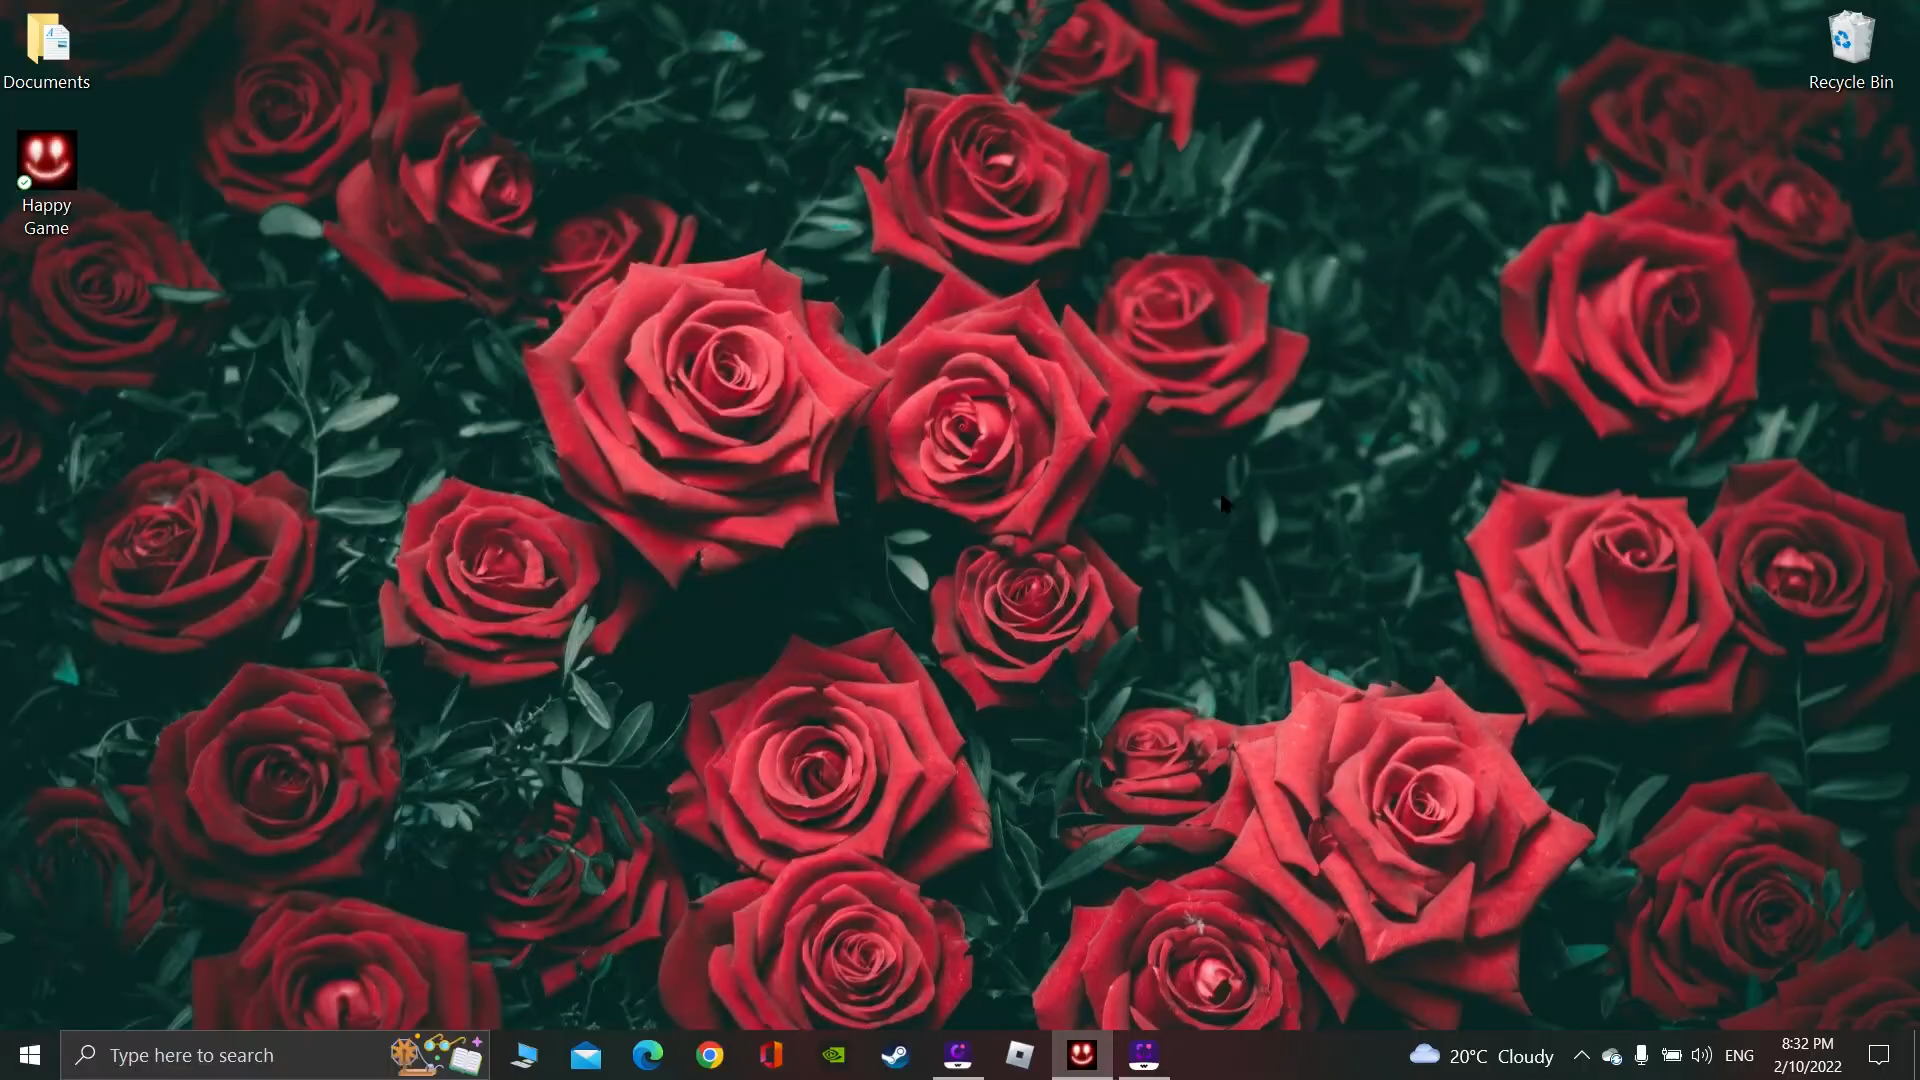 Documents
Recycle Bin
Happy
Game
Type here to search
20°C Cloudy
ENG
8:32 PM
2/10/2022